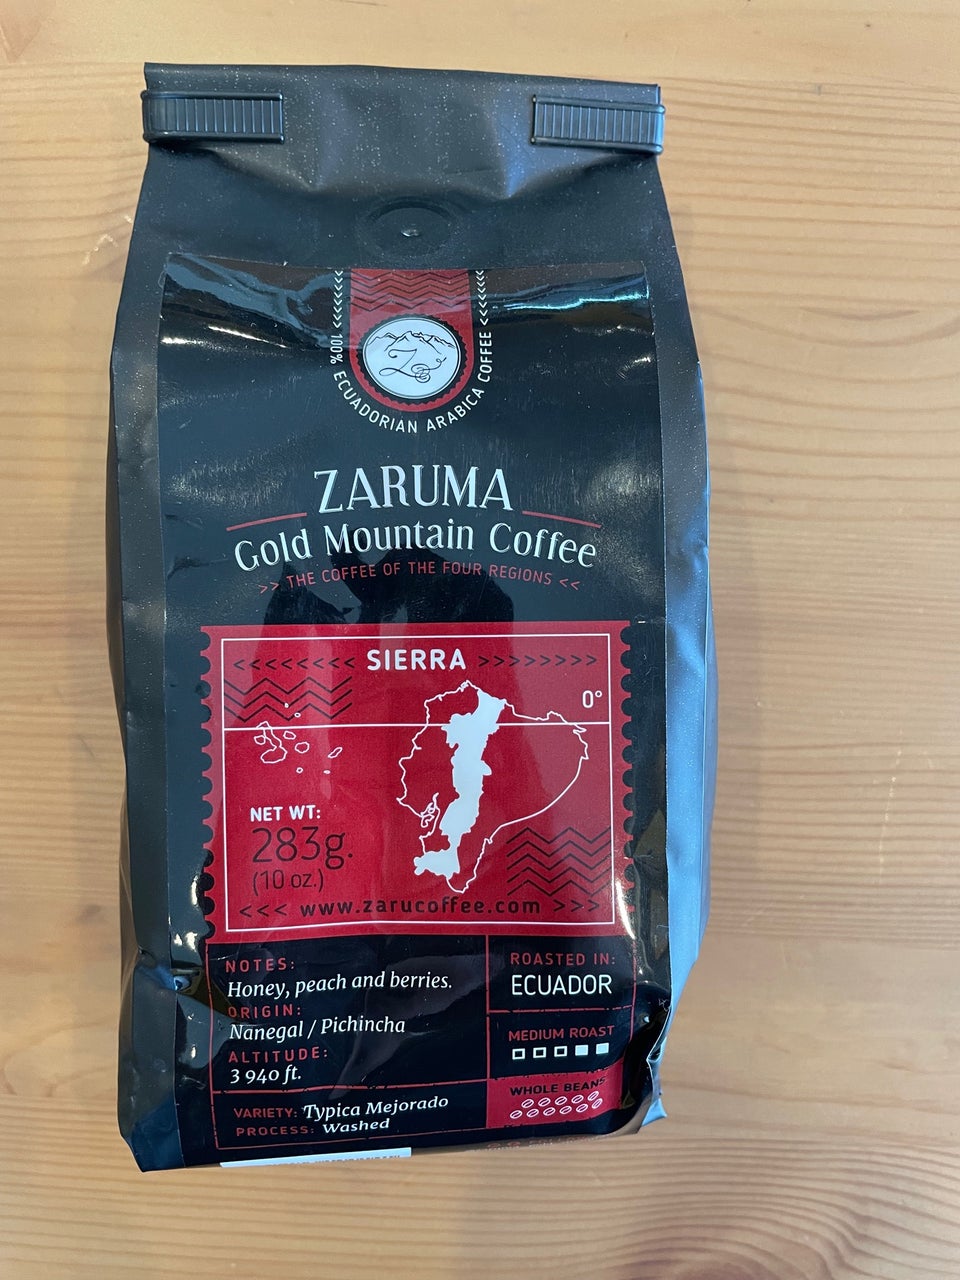 <<<<<< 100% ECUADORIAN ARABICA COFFEE <<<<<<
Z
ZARUMA
Gold Mountain Coffee
>> THE COFFEE OF THE FOUR REGIONS <<
<<<<<<<< SIERRA >>>>>>>>
0°
NET WT:
283g.
(10 oz.)
<<< www.zarucoffee.com >>>
NOTES:
Honey, peach and berries.
ORIGIN:
Nanegal / Pichincha
ALTITUDE:
3 940 ft.
VARIETY: Typica Mejorado
PROCESS: Washed
ROASTED IN:
ECUADOR
MEDIUM ROAST
WHOLE BEANS